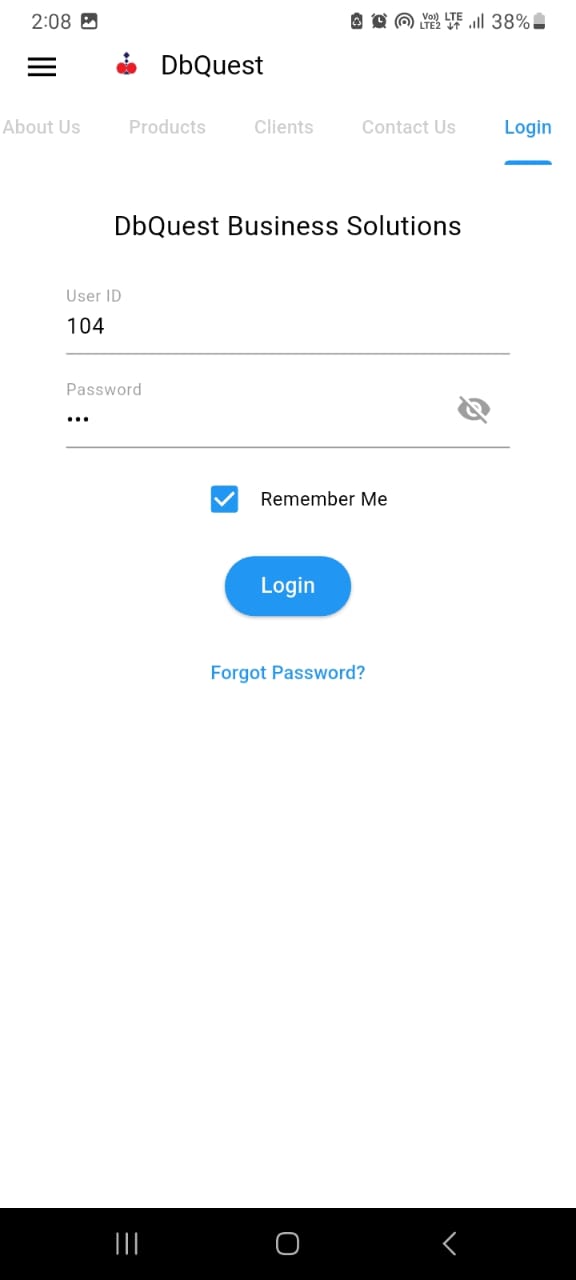 2:08 Vo) LTE2 LTE 38%
DbQuest
About Us Products Clients Contact Us Login
DbQuest Business Solutions
User ID
104
Password
•••
Remember Me
Login
Forgot Password?